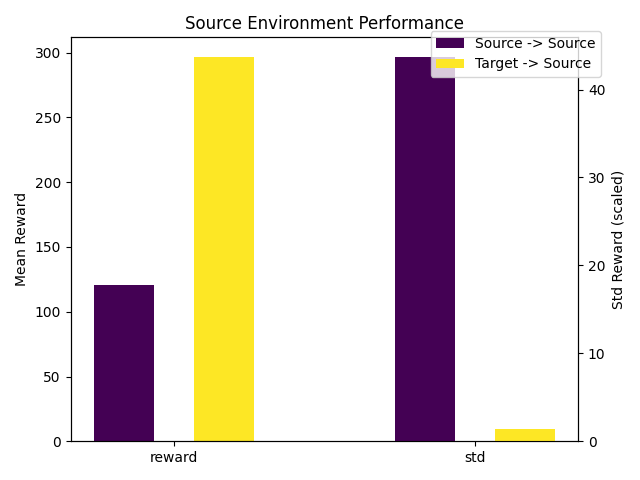 Source Environment Performance
Source -> Source
Target -> Source
Mean Reward
300
250
200
150
100
50
0
40
30
20
10
0
Std Reward (scaled)
reward
std